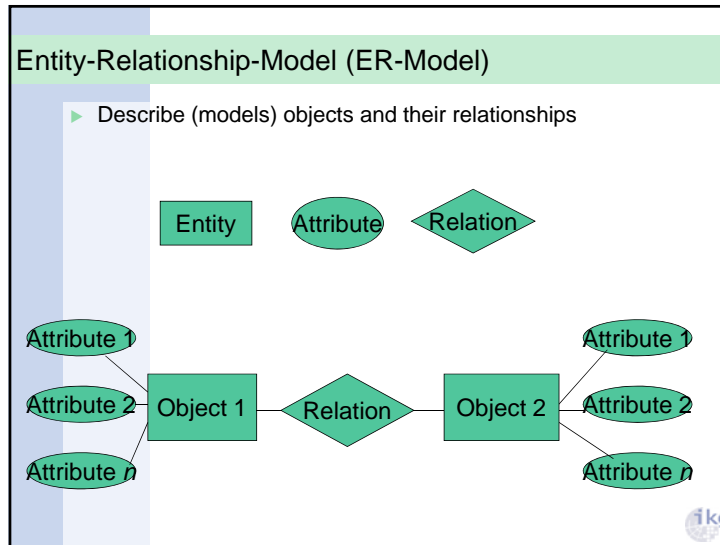 Entity-Relationship-Model (ER-Model)
Describe (models) objects and their relationships
Entity Attribute Relation
Attribute 1 Attribute 1
Attribute 2 Object 1 Relation Object 2 Attribute 2
Attribute n Attribute n